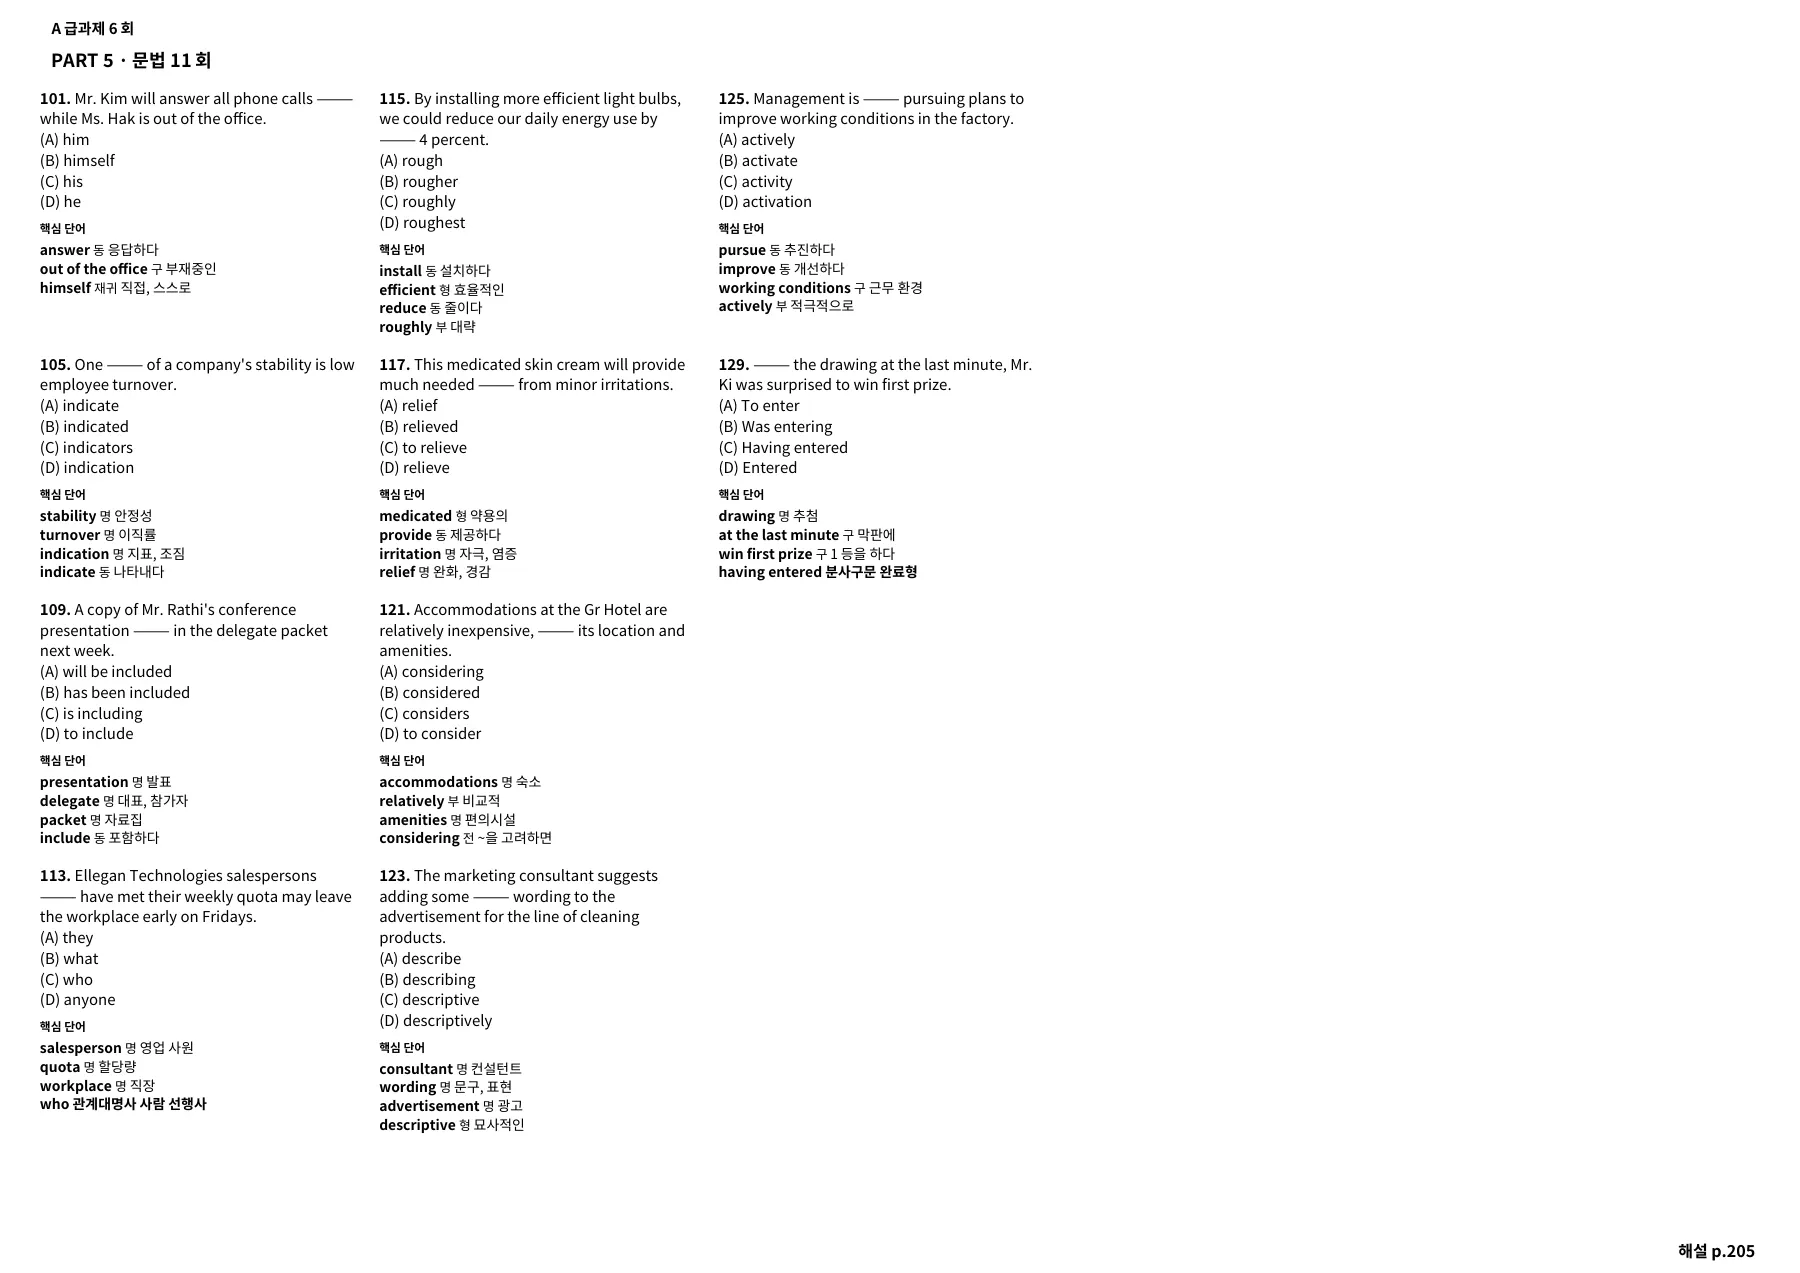 A 급과제 6 회
PART 5 · 문법 11 회
101. Mr. Kim will answer all phone calls ——
while Ms. Hak is out of the office.
(A) him
(B) himself
(C) his
(D) he
핵심 단어
answer 동 응답하다
out of the office 구 부재중인
himself 재귀 직접, 스스로
105. One —— of a company's stability is low
employee turnover.
(A) indicate
(B) indicated
(C) indicators
(D) indication
핵심 단어
stability 명 안정성
turnover 명 이직률
indication 명 지표, 조짐
indicate 동 나타내다
109. A copy of Mr. Rathi's conference
presentation —— in the delegate packet
next week.
(A) will be included
(B) has been included
(C) is including
(D) to include
핵심 단어
presentation 명 발표
delegate 명 대표, 참가자
packet 명 자료집
include 동 포함하다
113. Ellegan Technologies salespersons
—— have met their weekly quota may leave
the workplace early on Fridays.
(A) they
(B) what
(C) who
(D) anyone
핵심 단어
salesperson 명 영업 사원
quota 명 할당량
workplace 명 직장
who 관계대명사 사람 선행사
115. By installing more efficient light bulbs,
we could reduce our daily energy use by
—— 4 percent.
(A) rough
(B) rougher
(C) roughly
(D) roughest
핵심 단어
install 동 설치하다
efficient 형 효율적인
reduce 동 줄이다
roughly 부 대략
117. This medicated skin cream will provide
much needed —— from minor irritations.
(A) relief
(B) relieved
(C) to relieve
(D) relieve
핵심 단어
medicated 형 약용의
provide 동 제공하다
irritation 명 자극, 염증
relief 명 완화, 경감
121. Accommodations at the Gr Hotel are
relatively inexpensive, —— its location and
amenities.
(A) considering
(B) considered
(C) considers
(D) to consider
핵심 단어
accommodations 명 숙소
relatively 부 비교적
amenities 명 편의시설
considering 전 ~을 고려하면
123. The marketing consultant suggests
adding some —— wording to the
advertisement for the line of cleaning
products.
(A) describe
(B) describing
(C) descriptive
(D) descriptively
핵심 단어
consultant 명 컨설턴트
wording 명 문구, 표현
advertisement 명 광고
descriptive 형 묘사적인
125. Management is —— pursuing plans to
improve working conditions in the factory.
(A) actively
(B) activate
(C) activity
(D) activation
핵심 단어
pursue 동 추진하다
improve 동 개선하다
working conditions 구 근무 환경
actively 부 적극적으로
129. —— the drawing at the last minute, Mr.
Ki was surprised to win first prize.
(A) To enter
(B) Was entering
(C) Having entered
(D) Entered
핵심 단어
drawing 명 추첨
at the last minute 구 막판에
win first prize 구 1 등을 하다
having entered 분사구문 완료형
해설 p.205